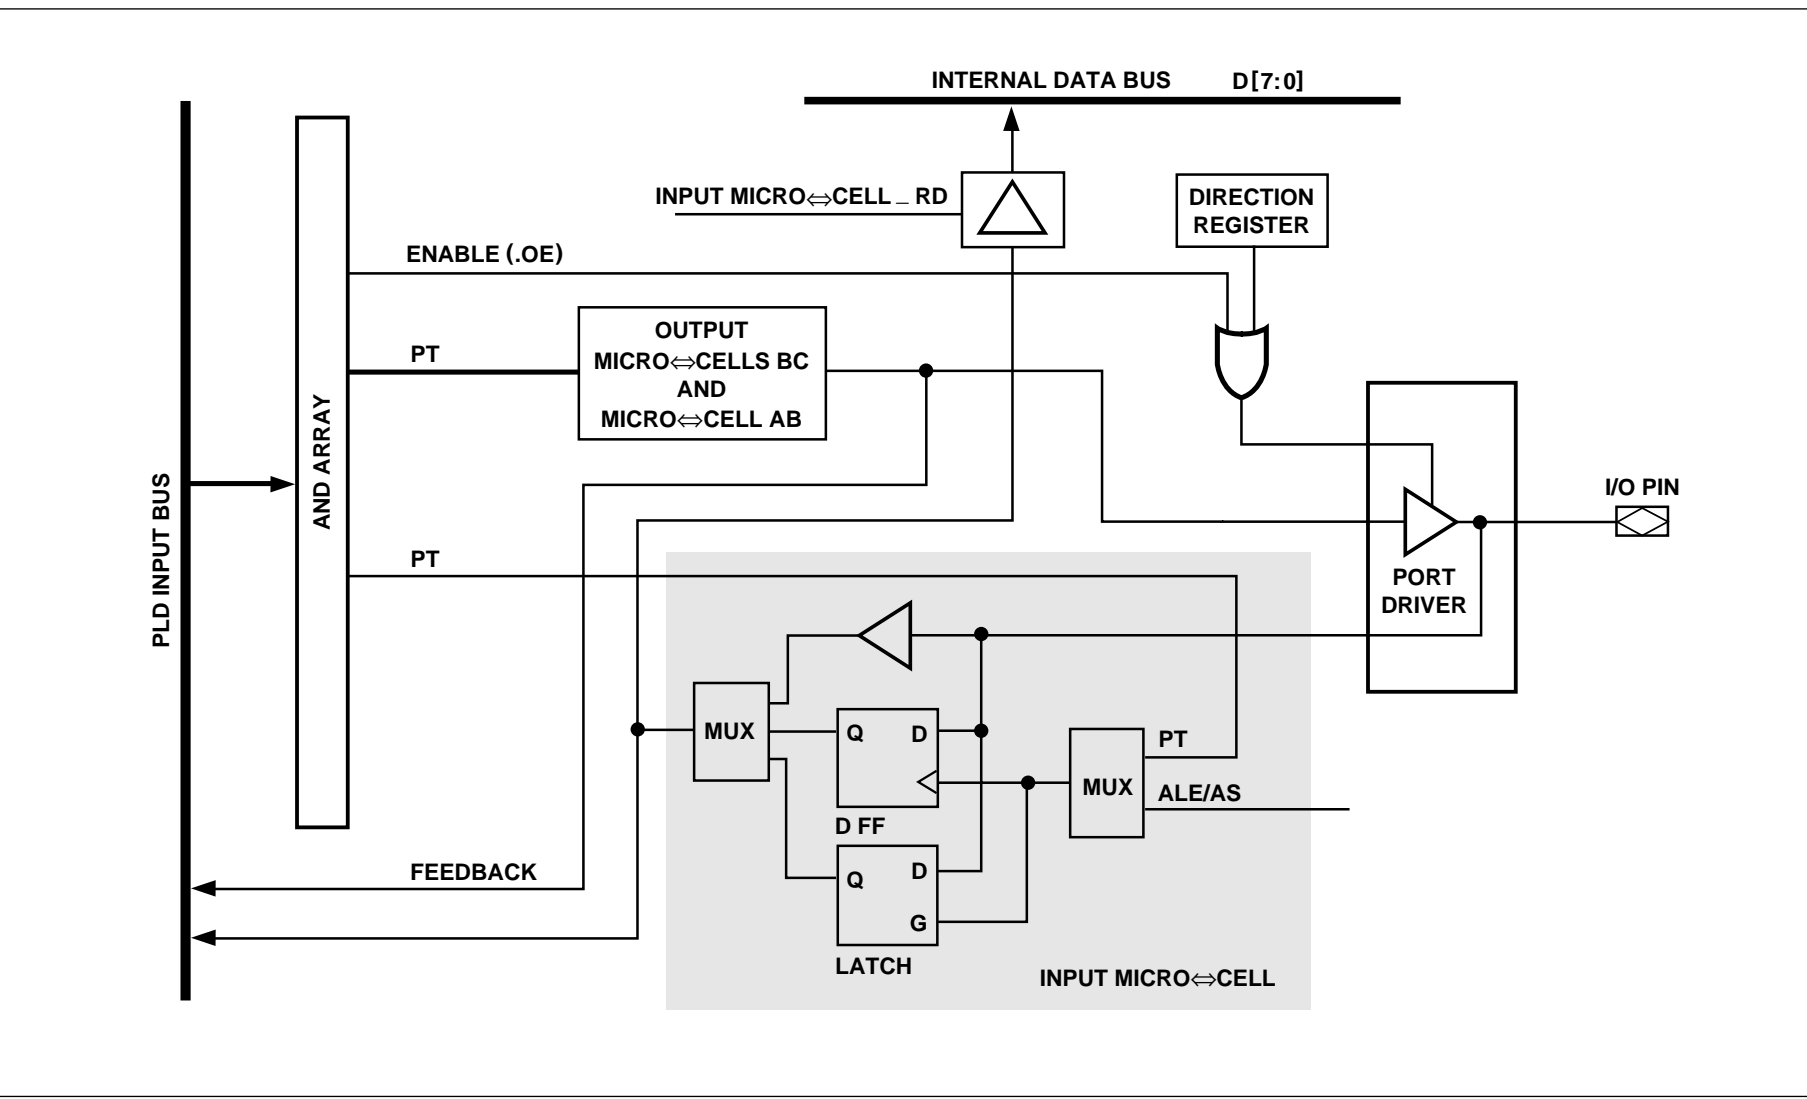 INTERNAL DATA BUS D[7:0]
INPUT MICRO⇔CELL _ RD
DIRECTION
REGISTER
ENABLE (.OE)
OUTPUT
MICRO⇔CELLS BC
AND
MICRO⇔CELL AB
PT
AND ARRAY
PLD INPUT BUS
I/O PIN
PT
PORT
DRIVER
MUX
Q D
PT
MUX
ALE/AS
D FF
FEEDBACK
Q D
G
LATCH
INPUT MICRO⇔CELL